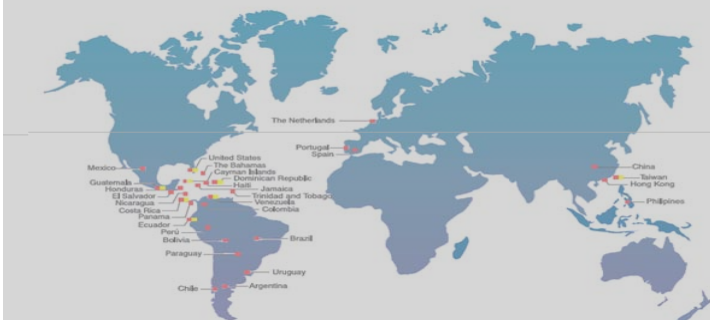 The Netherlands
Portugal
Spain
United States
The Bahamas
Mexico
Cayman Islands
Dominican Republic
Guatemala
Haiti
Honduras
Jamaica
El Salvador
Trinidad and Tobago
Nicaragua
Venezuela
Costa Rica
Colombia
Panama
Ecuador
Perú
Bolivia
Brazil
Paraguay
Uruguay
Chile
Argentina
China
Taiwan
Hong Kong
Philipines